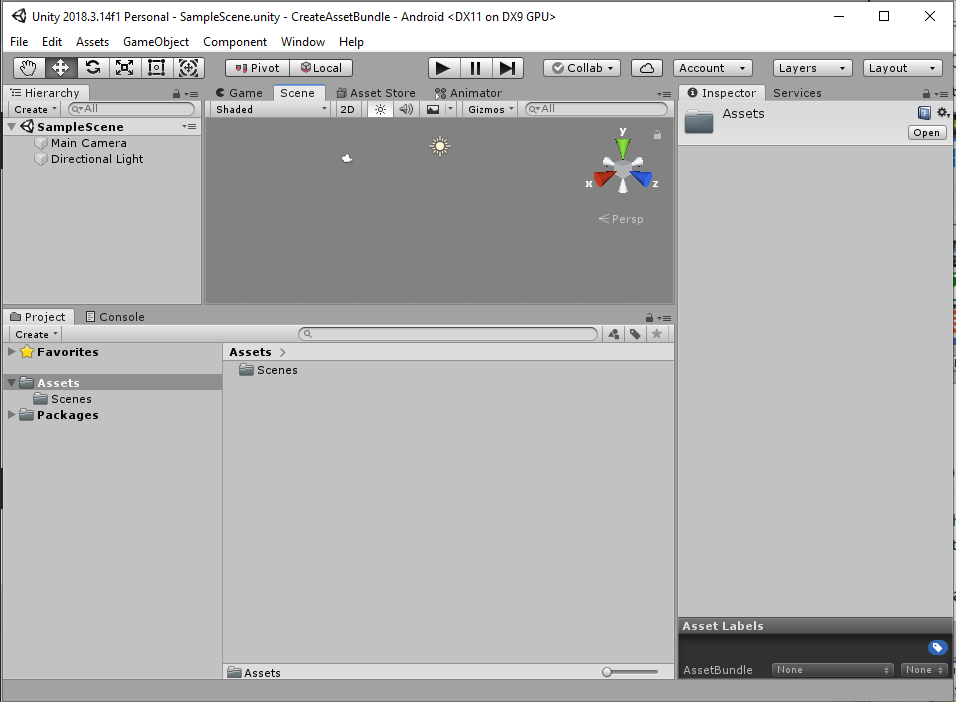 Unity 2018.3.14f1 Personal - SampleScene.unity - CreateAssetBundle - Android <DX11 on DX9 GPU>
File Edit Assets GameObject Component Window Help
Pivot Local Collab Account Layers Layout
Hierarchy
Create All
SampleScene
Main Camera
Directional Light
Game Scene Asset Store Animator
Shaded 2D Gizmos All
y
x z
Persp
Inspector Services
Assets
Open
Project Console
Create
Favorites
Assets
Scenes
Packages
Assets
Scenes
Assets
Asset Labels
AssetBundle None None